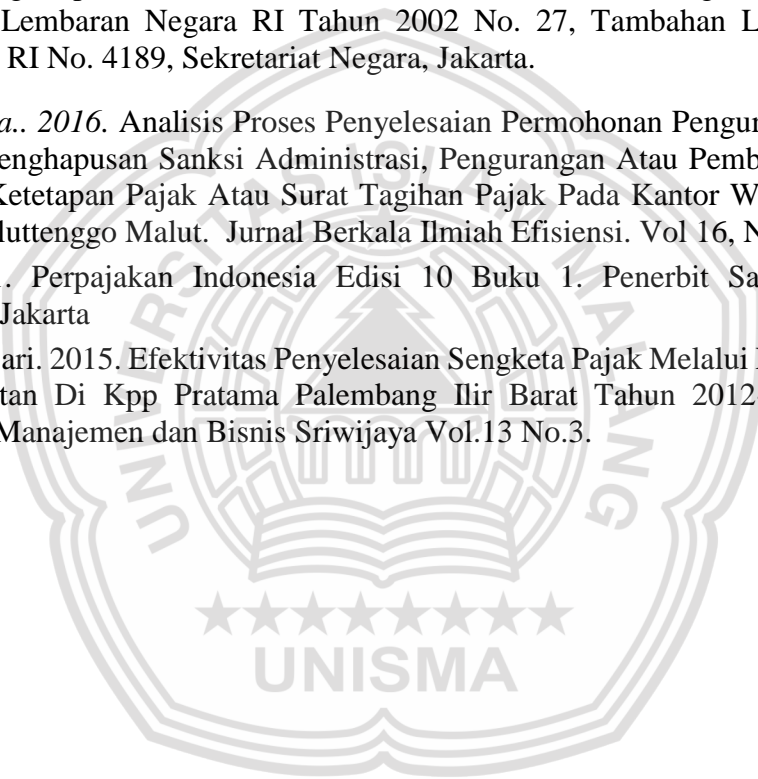 Lembaran Negara RI Tahun 2002 No. 27, Tambahan L
RI No. 4189, Sekretariat Negara, Jakarta.
a.. 2016. Analisis Proses Penyelesaian Permohonan Pengur
enghapusan Sanksi Administrasi, Pengurangan Atau Pemb
Ketetapan Pajak Atau Surat Tagihan Pajak Pada Kantor W
luttenggo Malut. Jurnal Berkala Ilmiah Efisiensi. Vol 16, N
. Perpajakan Indonesia Edisi 10 Buku 1. Penerbit Sa
Jakarta
ari. 2015. Efektivitas Penyelesaian Sengketa Pajak Melalui
tan Di Kpp Pratama Palembang Ilir Barat Tahun 2012
Manajemen dan Bisnis Sriwijaya Vol.13 No.3.
UNIVERSITAS ISLAM MALANG
UNISMA